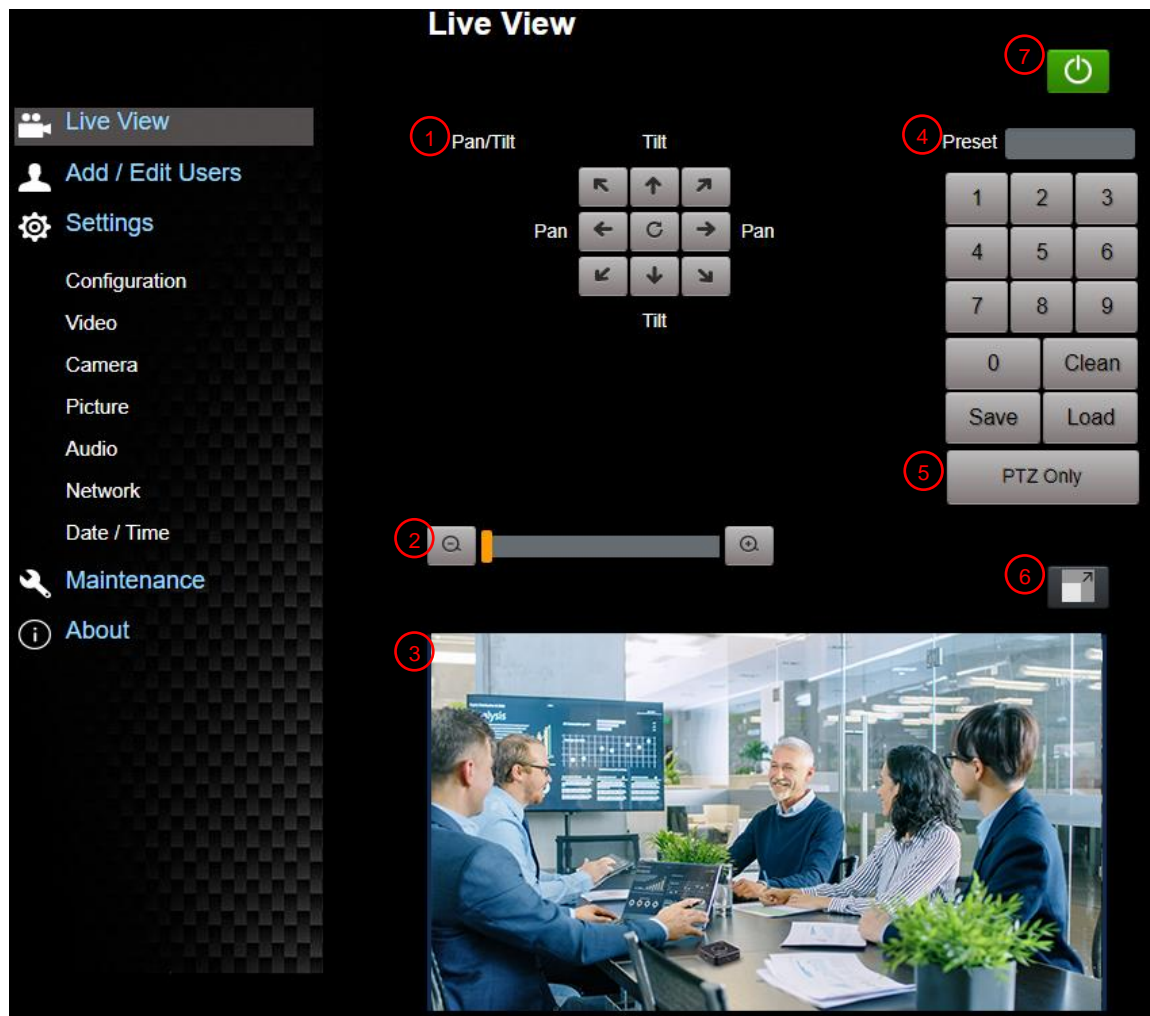 Live View
7
Live View
Add / Edit Users
Settings
Configuration
Video
Camera
Picture
Audio
Network
Date / Time
Maintenance
About
1 Pan/Tilt
Tilt
Pan
Pan
Tilt
4 Preset
1 2 3
4 5 6
7 8 9
0 Clean
Save Load
5 PTZ Only
2
6
3